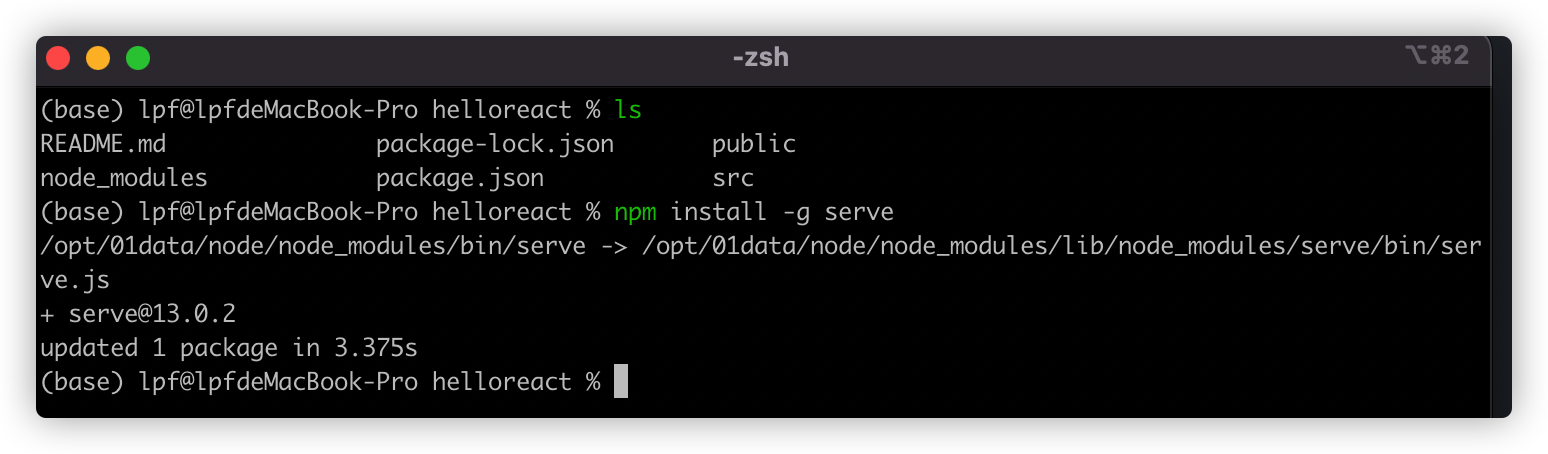 -zsh
⌥⌘2
(base) lpf@lpfdeMacBook-Pro helloreact % ls
README.md               package-lock.json       public
node_modules            package.json            src
(base) lpf@lpfdeMacBook-Pro helloreact % npm install -g serve
/opt/01data/node/node_modules/bin/serve -> /opt/01data/node/node_modules/lib/node_modules/serve/bin/ser
ve.js
+ serve@13.0.2
updated 1 package in 3.375s
(base) lpf@lpfdeMacBook-Pro helloreact %